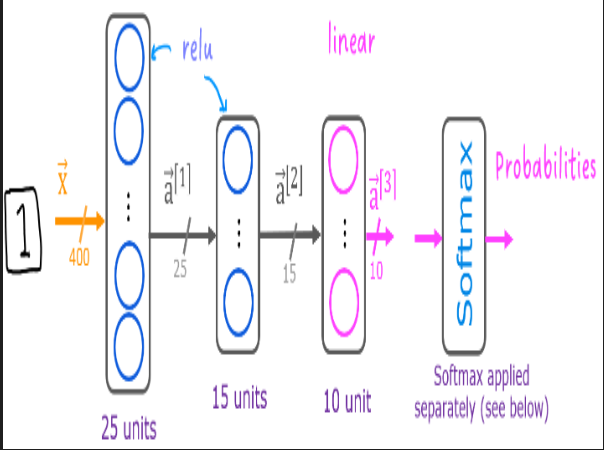 relu
linear
1
x
400
a[1]
25
a[2]
15
a[3]
10
Softmax
Probabilities
25 units
15 units
10 unit
Softmax applied
separately (see below)